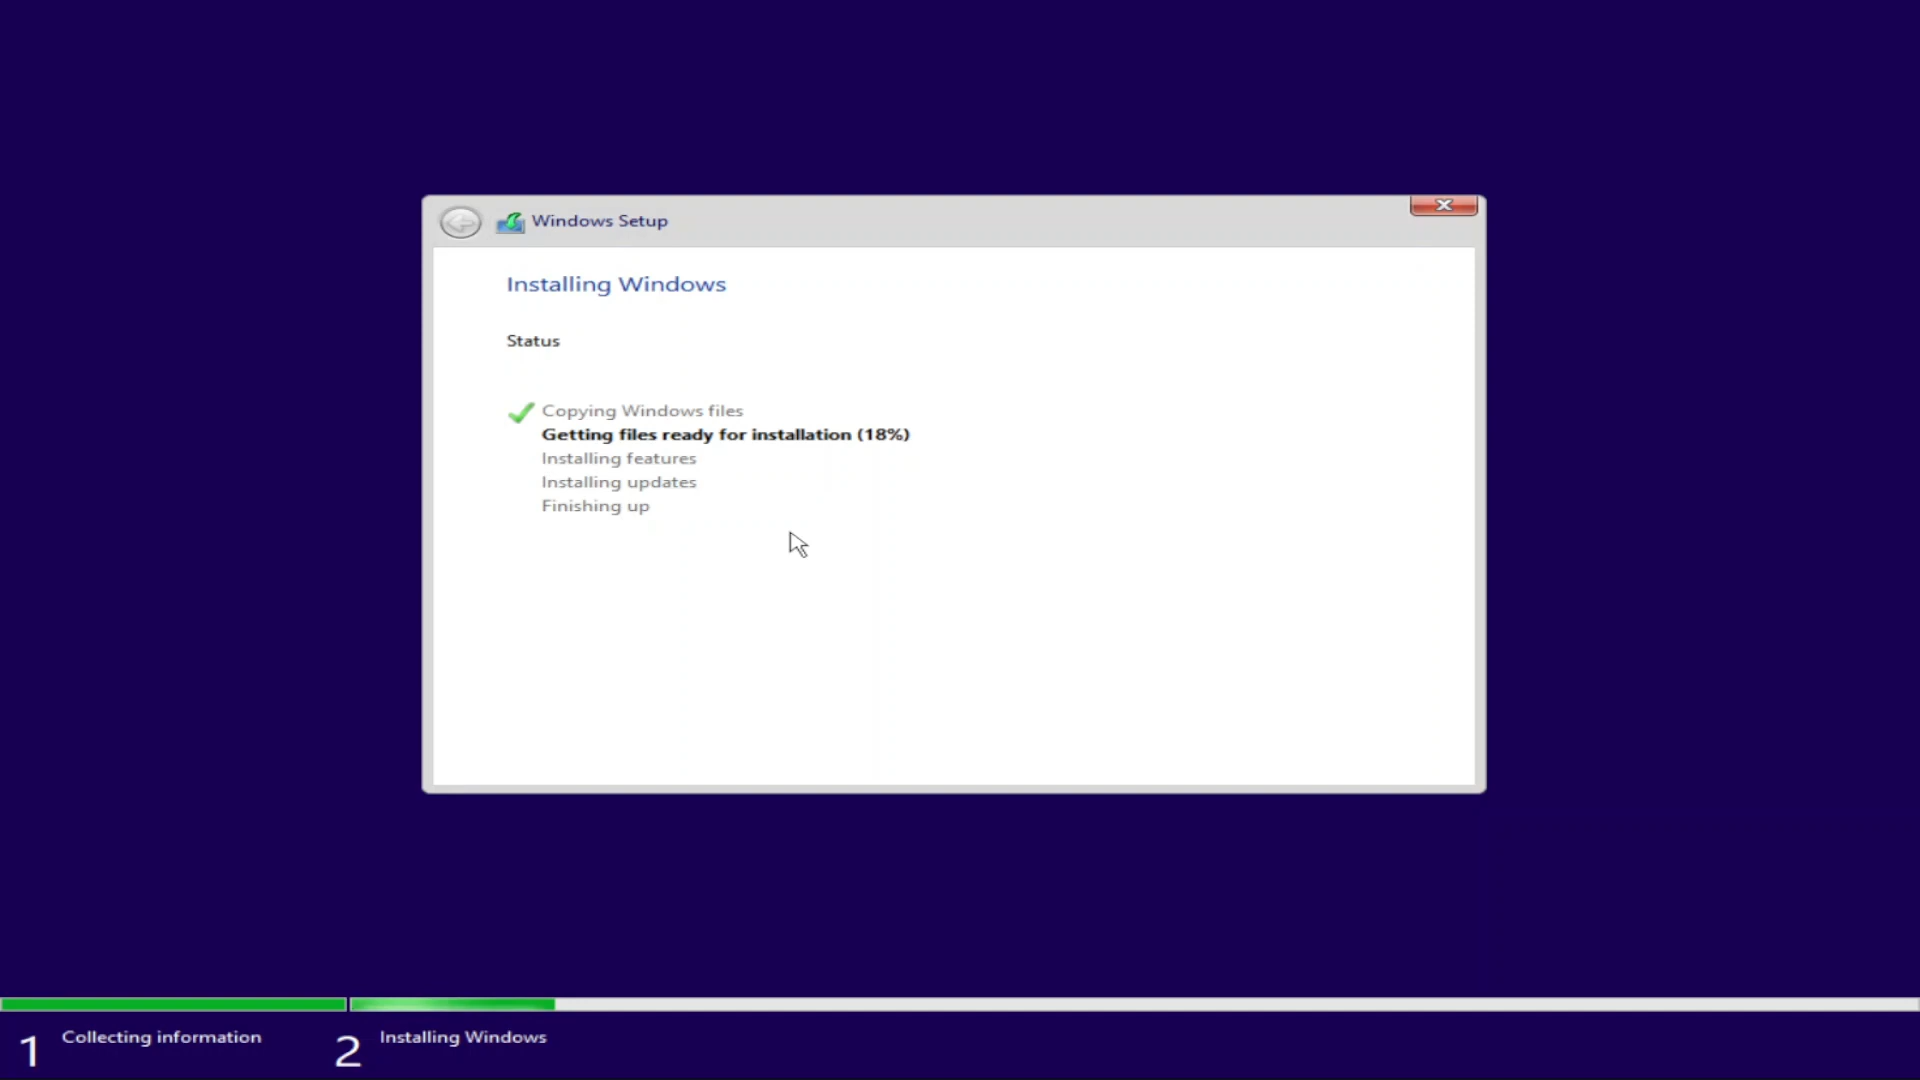 Windows Setup
Installing Windows
Status
Copying Windows files
Getting files ready for installation (18%)
Installing features
Installing updates
Finishing up
1 Collecting information
2 Installing Windows